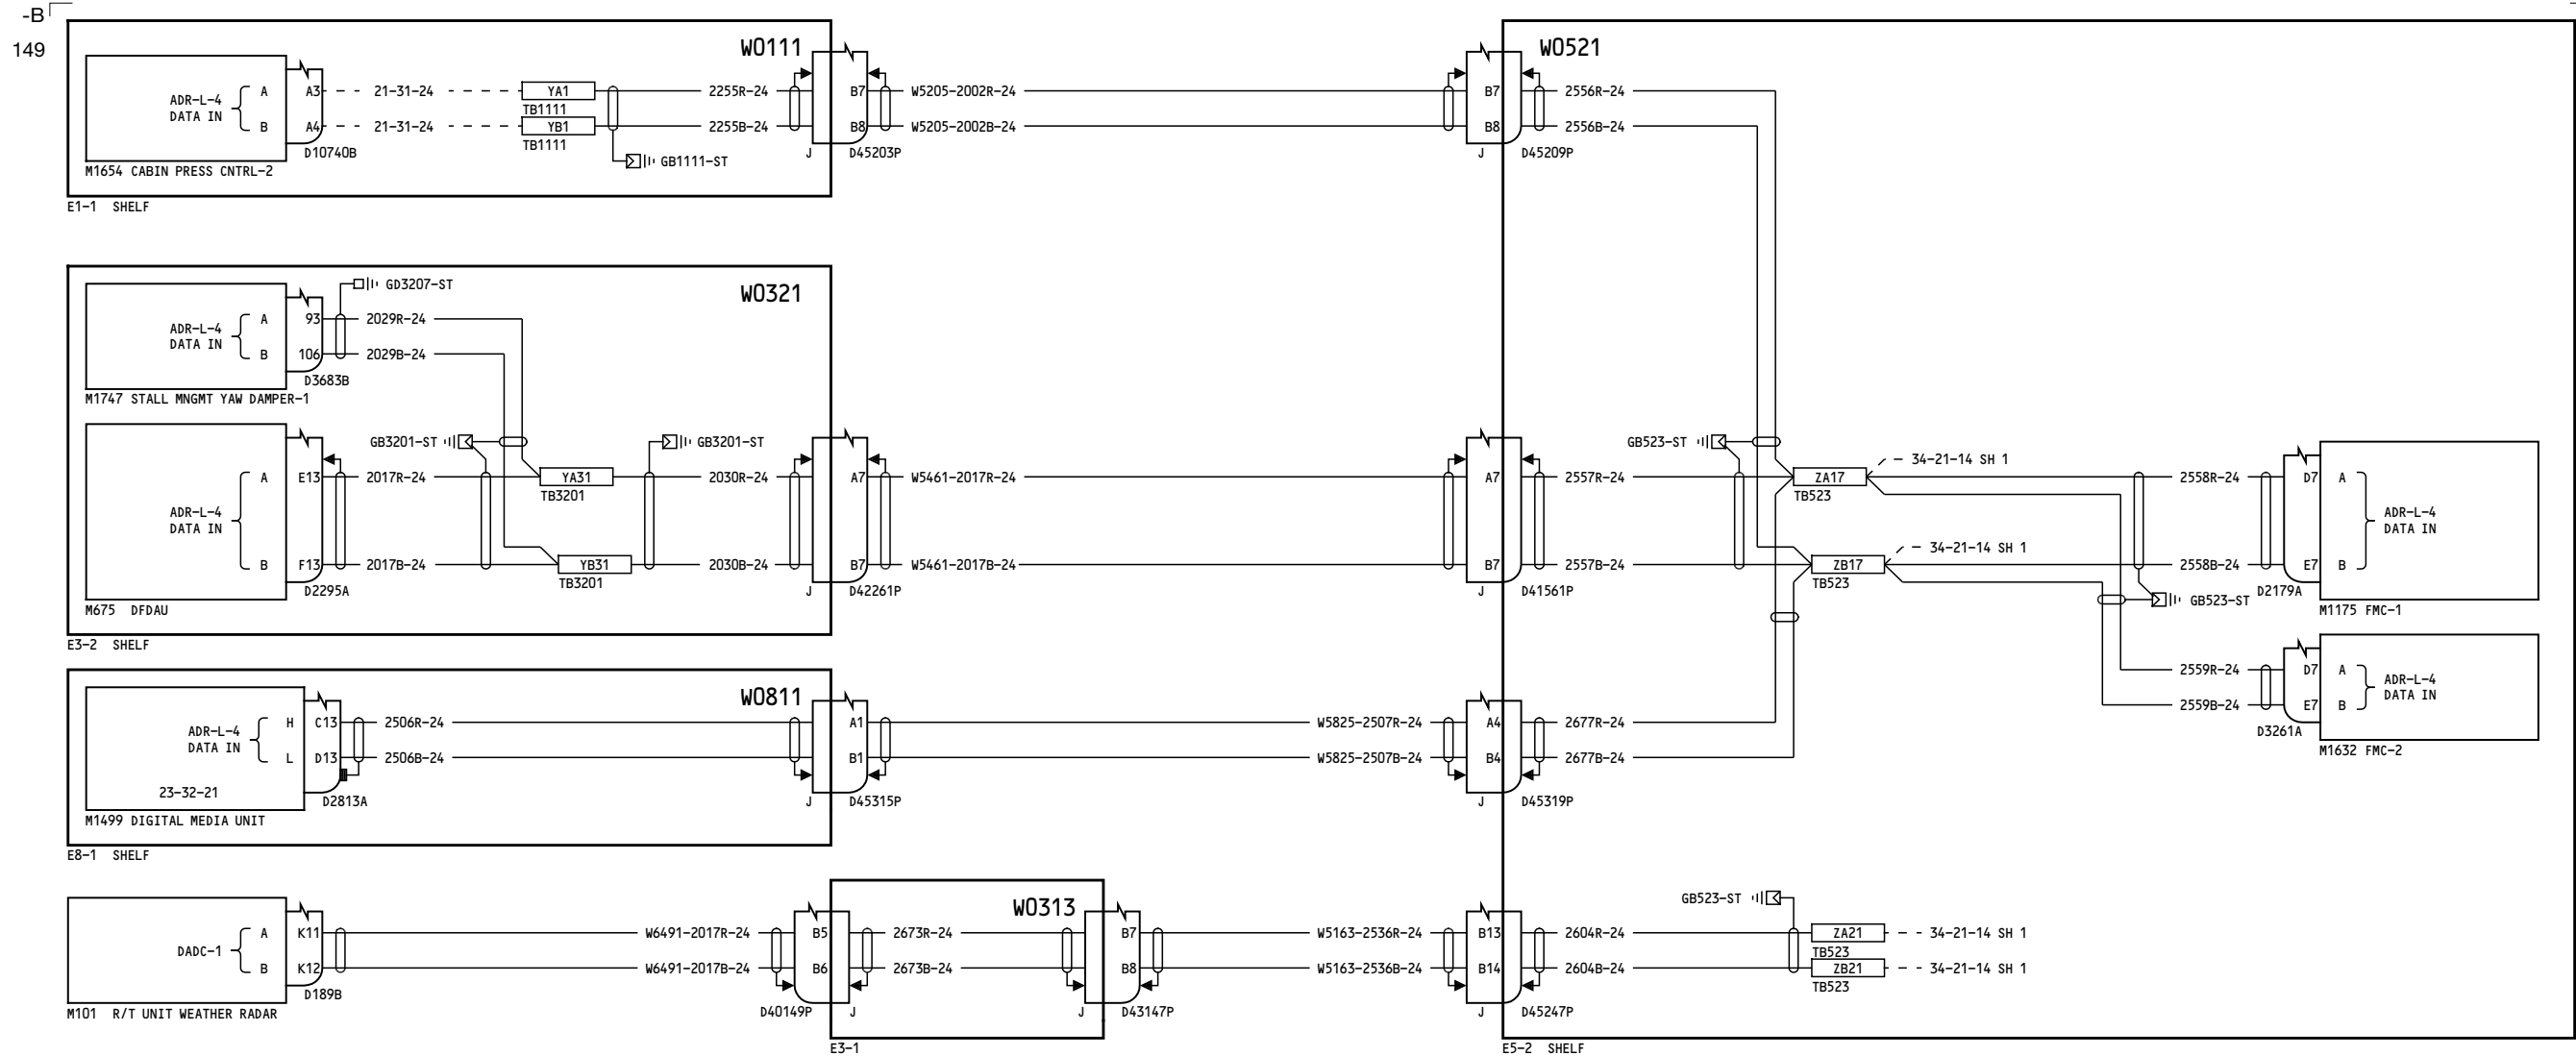 -B
149
W0111
ADR-L-4
DATA IN
A
B
A3
A4
21-31-24
21-31-24
YA1
TB1111
YB1
TB1111
2255R-24
2255B-24
GB1111-ST
D10740B
M1654 CABIN PRESS CNTRL-2
E1-1 SHELF
B7
B8
J
D45203P
W5205-2002R-24
W5205-2002B-24
W0521
B7
B8
J
D45209P
2556R-24
2556B-24
W0321
GD3207-ST
ADR-L-4
DATA IN
A
B
93
106
2029R-24
2029B-24
D3683B
M1747 STALL MNGMT YAW DAMPER-1
ADR-L-4
DATA IN
A
B
E13
F13
2017R-24
2017B-24
D2295A
M675 DFDAU
E3-2 SHELF
GB3201-ST
GB3201-ST
YA31
TB3201
YB31
TB3201
2030R-24
2030B-24
A7
B7
J
D42261P
W5461-2017R-24
W5461-2017B-24
A7
B7
J
D41561P
2557R-24
2557B-24
GB523-ST
ZA17
TB523
ZB17
TB523
34-21-14 SH 1
34-21-14 SH 1
2558R-24
2558B-24
GB523-ST
D7
E7
A
B
ADR-L-4
DATA IN
D2179A
M1175 FMC-1
2559R-24
2559B-24
D7
E7
A
B
ADR-L-4
DATA IN
D3261A
M1632 FMC-2
W0811
ADR-L-4
DATA IN
H
L
C13
D13
2506R-24
2506B-24
23-32-21
D2813A
M1499 DIGITAL MEDIA UNIT
E8-1 SHELF
A1
B1
J
D45315P
W5825-2507R-24
W5825-2507B-24
A4
B4
J
D45319P
2677R-24
2677B-24
DADC-1
A
B
K11
K12
D189B
M101 R/T UNIT WEATHER RADAR
W6491-2017R-24
W6491-2017B-24
B5
B6
D40149P
J
W0313
2673R-24
2673B-24
B7
B8
J
D43147P
E3-1
W5163-2536R-24
W5163-2536B-24
B13
B14
J
D45247P
2604R-24
2604B-24
GB523-ST
ZA21
TB523
ZB21
TB523
34-21-14 SH 1
34-21-14 SH 1
E5-2 SHELF